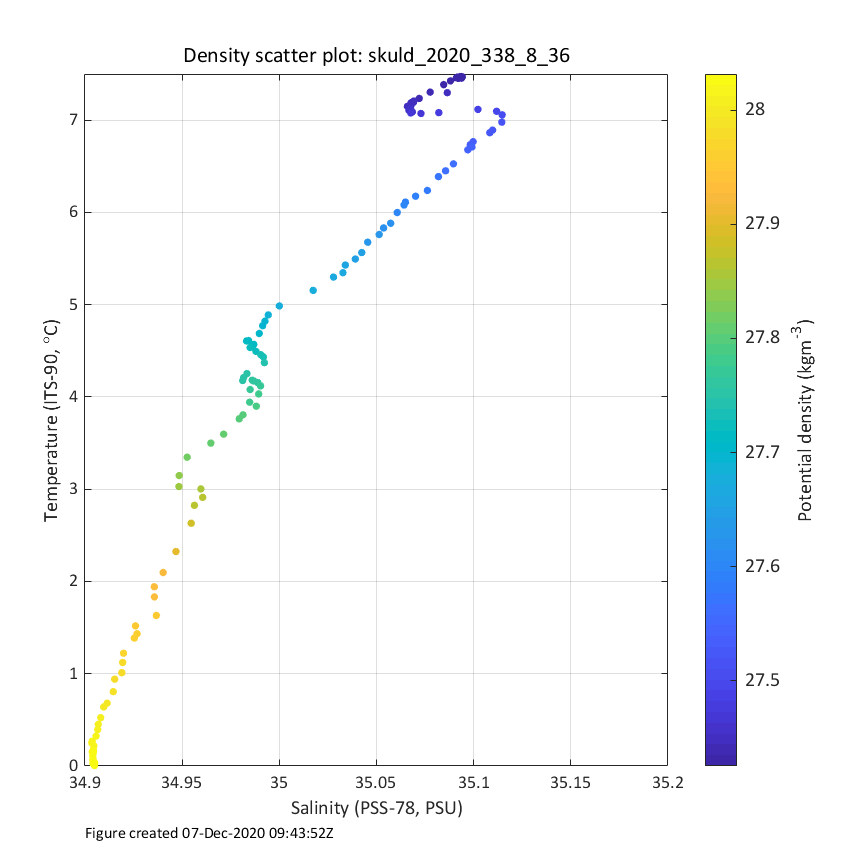 Density scatter plot: skuld_2020_338_8_36
7
6
5
4
3
2
1
0
Temperature (ITS-90, °C)
34.9 34.95 35 35.05 35.1 35.15 35.2
Salinity (PSS-78, PSU)
28
27.9
27.8
27.7
27.6
27.5
Potential density (kgm-3)
Figure created 07-Dec-2020 09:43:52Z